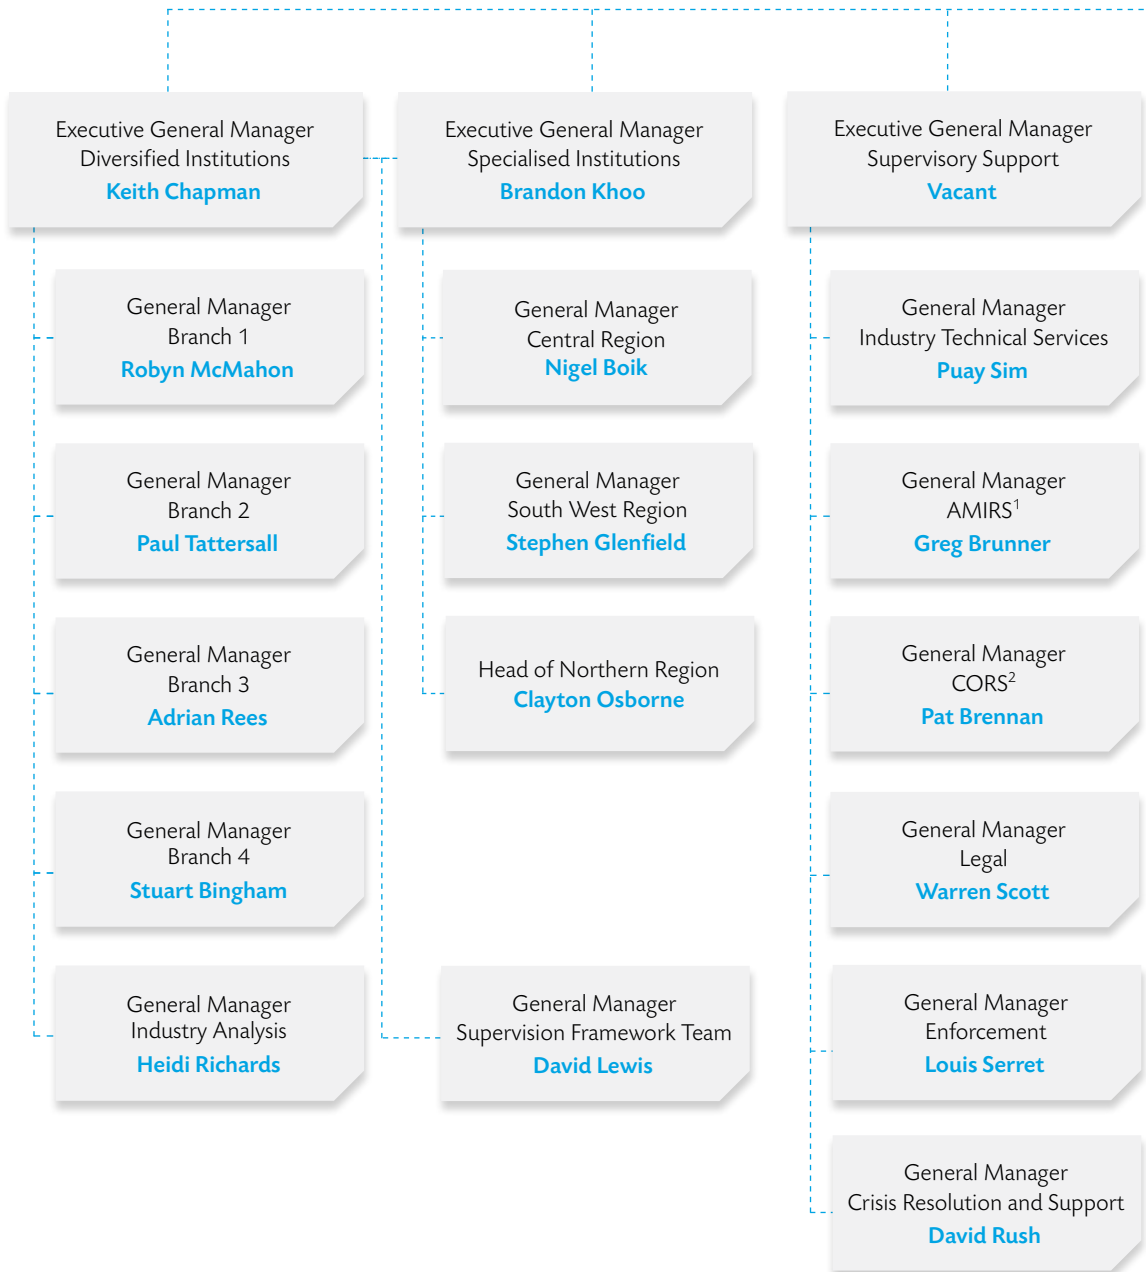 Executive General Manager
Diversified Institutions
Keith Chapman
General Manager
Branch 1
Robyn McMahon
General Manager
Branch 2
Paul Tattersall
General Manager
Branch 3
Adrian Rees
General Manager
Branch 4
Stuart Bingham
General Manager
Industry Analysis
Heidi Richards
Executive General Manager
Specialised Institutions
Brandon Khoo
General Manager
Central Region
Nigel Boik
General Manager
South West Region
Stephen Glenfield
Head of Northern Region
Clayton Osborne
General Manager
Supervision Framework Team
David Lewis
Executive General Manager
Supervisory Support
Vacant
General Manager
Industry Technical Services
Puay Sim
General Manager
AMIRS¹
Greg Brunner
General Manager
CORS²
Pat Brennan
General Manager
Legal
Warren Scott
General Manager
Enforcement
Louis Serret
General Manager
Crisis Resolution and Support
David Rush